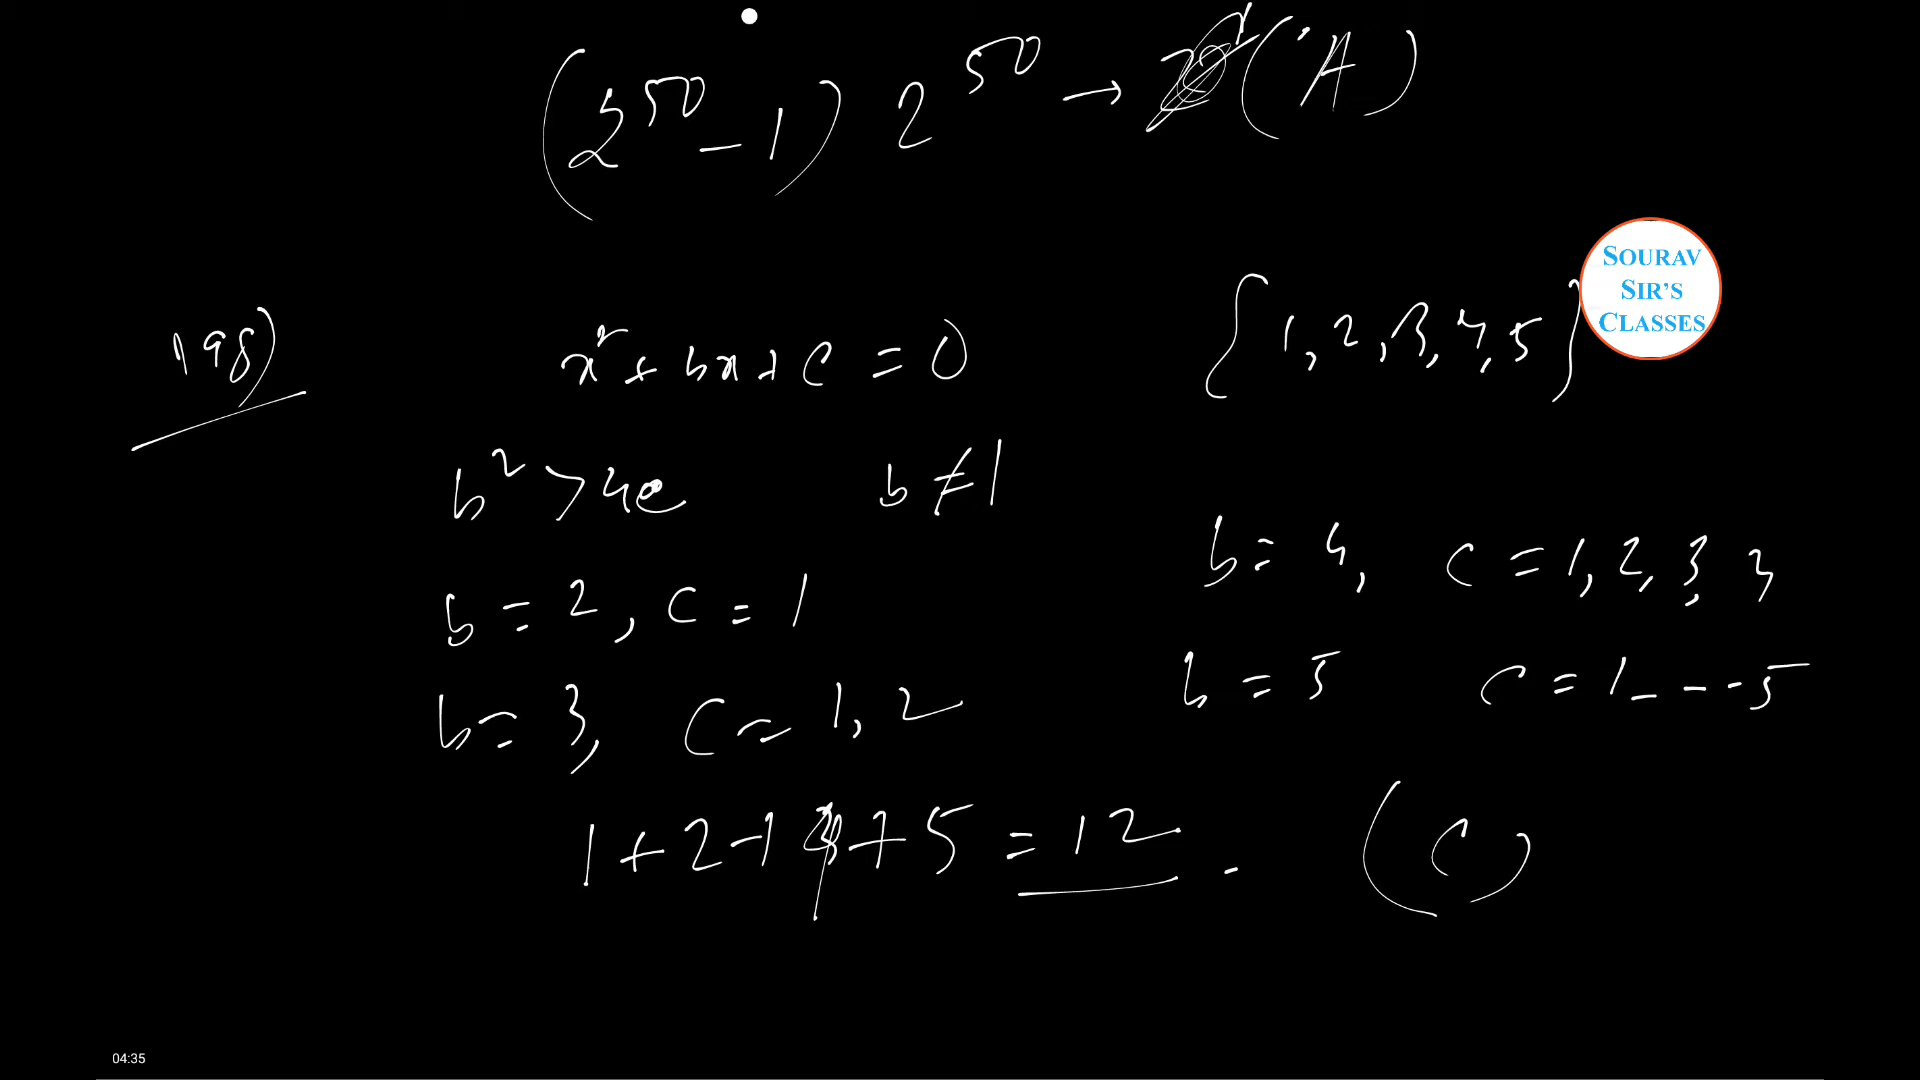 (2^50 - 1) 2^50 → (A)
SOURAV
SIR'S
CLASSES
198) x² + bx + c = 0 {1, 2, 3, 4, 5}
b² > 4c b ≠ 1
b = 4, c = 1, 2, 3,
b = 2, c = 1
b = 5 c = 1 - - - 5
b = 3, c = 1, 2
1 + 2 + 4 + 5 = 12. (C)
04:35